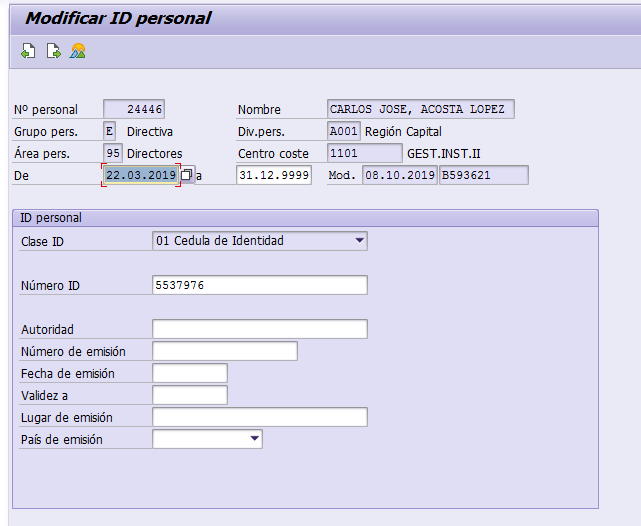 Modificar ID personal
Nº personal 24446 Nombre CARLOS JOSE, ACOSTA LOPEZ
Grupo pers. E Directiva Div.pers. A001 Región Capital
Área pers. 95 Directores Centro coste 1101 GEST.INST.II
De 22.03.2019 a 31.12.9999 Mod. 08.10.2019 B593621
ID personal
Clase ID 01 Cedula de Identidad
Número ID 5537976
Autoridad
Número de emisión
Fecha de emisión
Validez a
Lugar de emisión
País de emisión